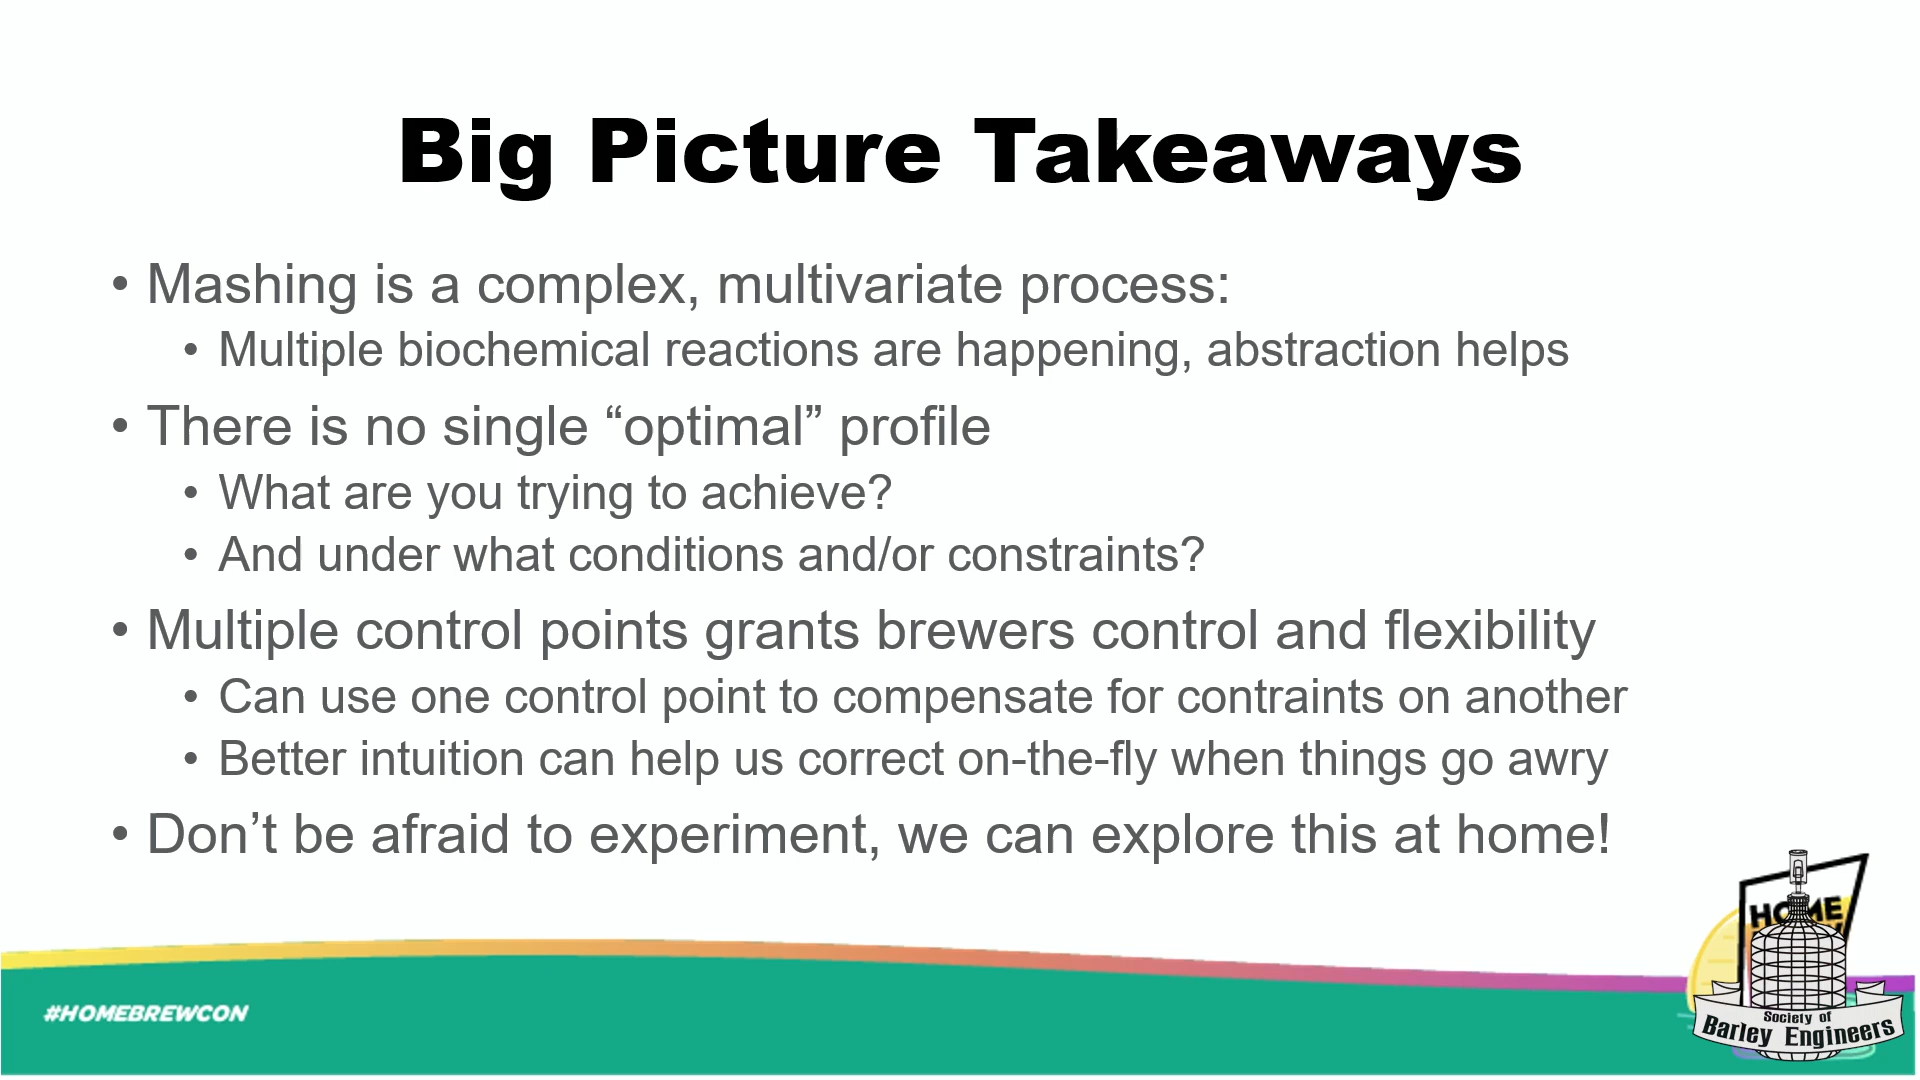 Big Picture Takeaways
• Mashing is a complex, multivariate process:
• Multiple biochemical reactions are happening, abstraction helps
• There is no single “optimal” profile
• What are you trying to achieve?
• And under what conditions and/or constraints?
• Multiple control points grants brewers control and flexibility
• Can use one control point to compensate for contraints on another
• Better intuition can help us correct on-the-fly when things go awry
• Don’t be afraid to experiment, we can explore this at home!
#HOMEBREWCON
HOME
Society of
Barley Engineers